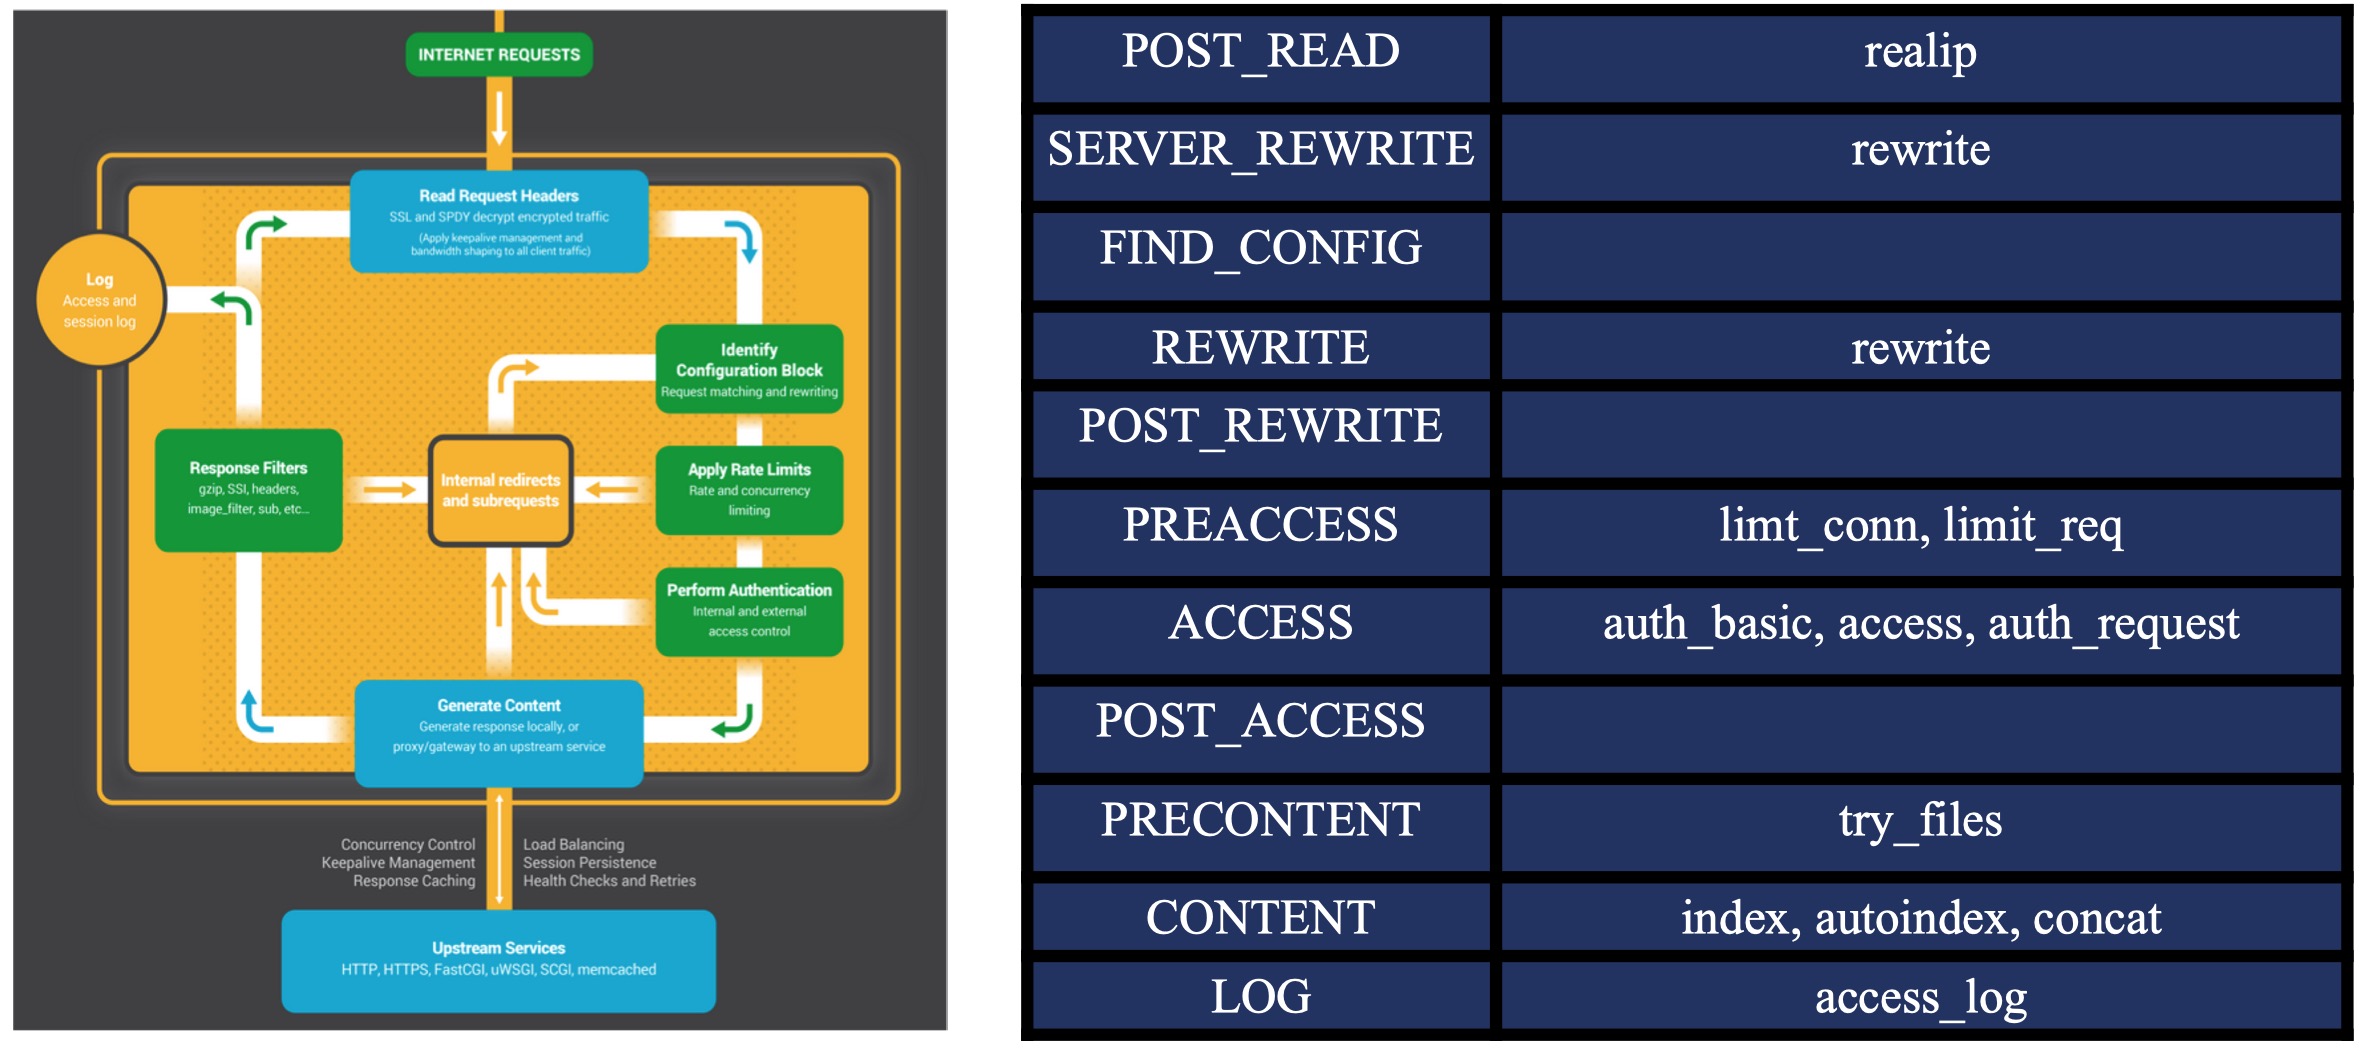 INTERNET REQUESTS
Read Request Headers
SSL and SPDY decrypt encrypted traffic
(Apply keepalive management and
bandwidth shaping to all client traffic)
Log
Access and
session log
Identify
Configuration Block
Request matching and rewriting
Response Filters
gzip, SSI, headers,
image_filter, sub, etc...
Internal redirects
and subrequests
Apply Rate Limits
Rate and concurrency
limiting
Perform Authentication
Internal and external
access control
Generate Content
Generate response locally, or
proxy/gateway to an upstream service
Concurrency Control
Keepalive Management
Response Caching
Load Balancing
Session Persistence
Health Checks and Retries
Upstream Services
HTTP, HTTPS, FastCGI, uWSGI, SCGI, memcached
POST_READ realip
SERVER_REWRITE rewrite
FIND_CONFIG
REWRITE rewrite
POST_REWRITE
PREACCESS limt_conn, limit_req
ACCESS auth_basic, access, auth_request
POST_ACCESS
PRECONTENT try_files
CONTENT index, autoindex, concat
LOG access_log